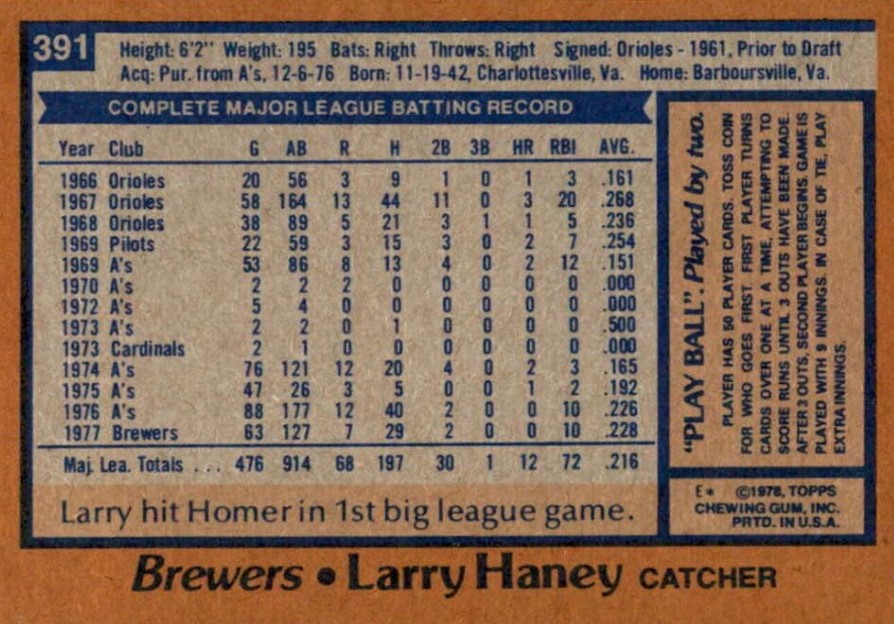 391
Height: 6'2" Weight: 195 Bats: Right Throws: Right Signed: Orioles - 1961, Prior to Draft
Acq: Pur. from A's, 12-6-76 Born: 11-19-42, Charlottesville, Va. Home: Barboursville, Va.
COMPLETE MAJOR LEAGUE BATTING RECORD
Year Club G AB R H 2B 3B HR RBI AVG.
1966 Orioles 20 56 3 9 1 0 1 3 .161
1967 Orioles 58 164 13 44 11 0 3 20 .268
1968 Orioles 38 89 5 21 3 1 1 5 .236
1969 Pilots 22 59 3 15 3 0 2 7 .254
1969 A's 53 86 8 13 4 0 2 12 .151
1970 A's 2 2 2 0 0 0 0 0 .000
1972 A's 5 4 0 0 0 0 0 0 .000
1973 A's 2 2 0 1 0 0 0 0 .500
1973 Cardinals 2 1 0 0 0 0 0 0 .000
1974 A's 76 121 12 20 4 0 2 3 .165
1975 A's 47 26 3 5 0 0 1 2 .192
1976 A's 88 177 12 40 2 0 0 10 .226
1977 Brewers 63 127 7 29 2 0 0 10 .228
Maj. Lea. Totals ... 476 914 68 197 30 1 12 72 .216
Larry hit Homer in 1st big league game.
"PLAY BALL". Played by two.
PLAYER HAS 50 PLAYER CARDS. TOSS COIN
FOR WHO GOES FIRST. FIRST PLAYER TURNS
CARDS OVER ONE AT A TIME, ATTEMPTING TO
SCORE RUNS UNTIL 3 OUTS HAVE BEEN MADE.
AFTER 3 OUTS, SECOND PLAYER BEGINS. GAME IS
PLAYED WITH 9 INNINGS. IN CASE OF TIE, PLAY
EXTRA INNINGS.
E* ©1978, TOPPS
CHEWING GUM, INC.
PRTD. IN U.S.A.
Brewers • Larry Haney CATCHER